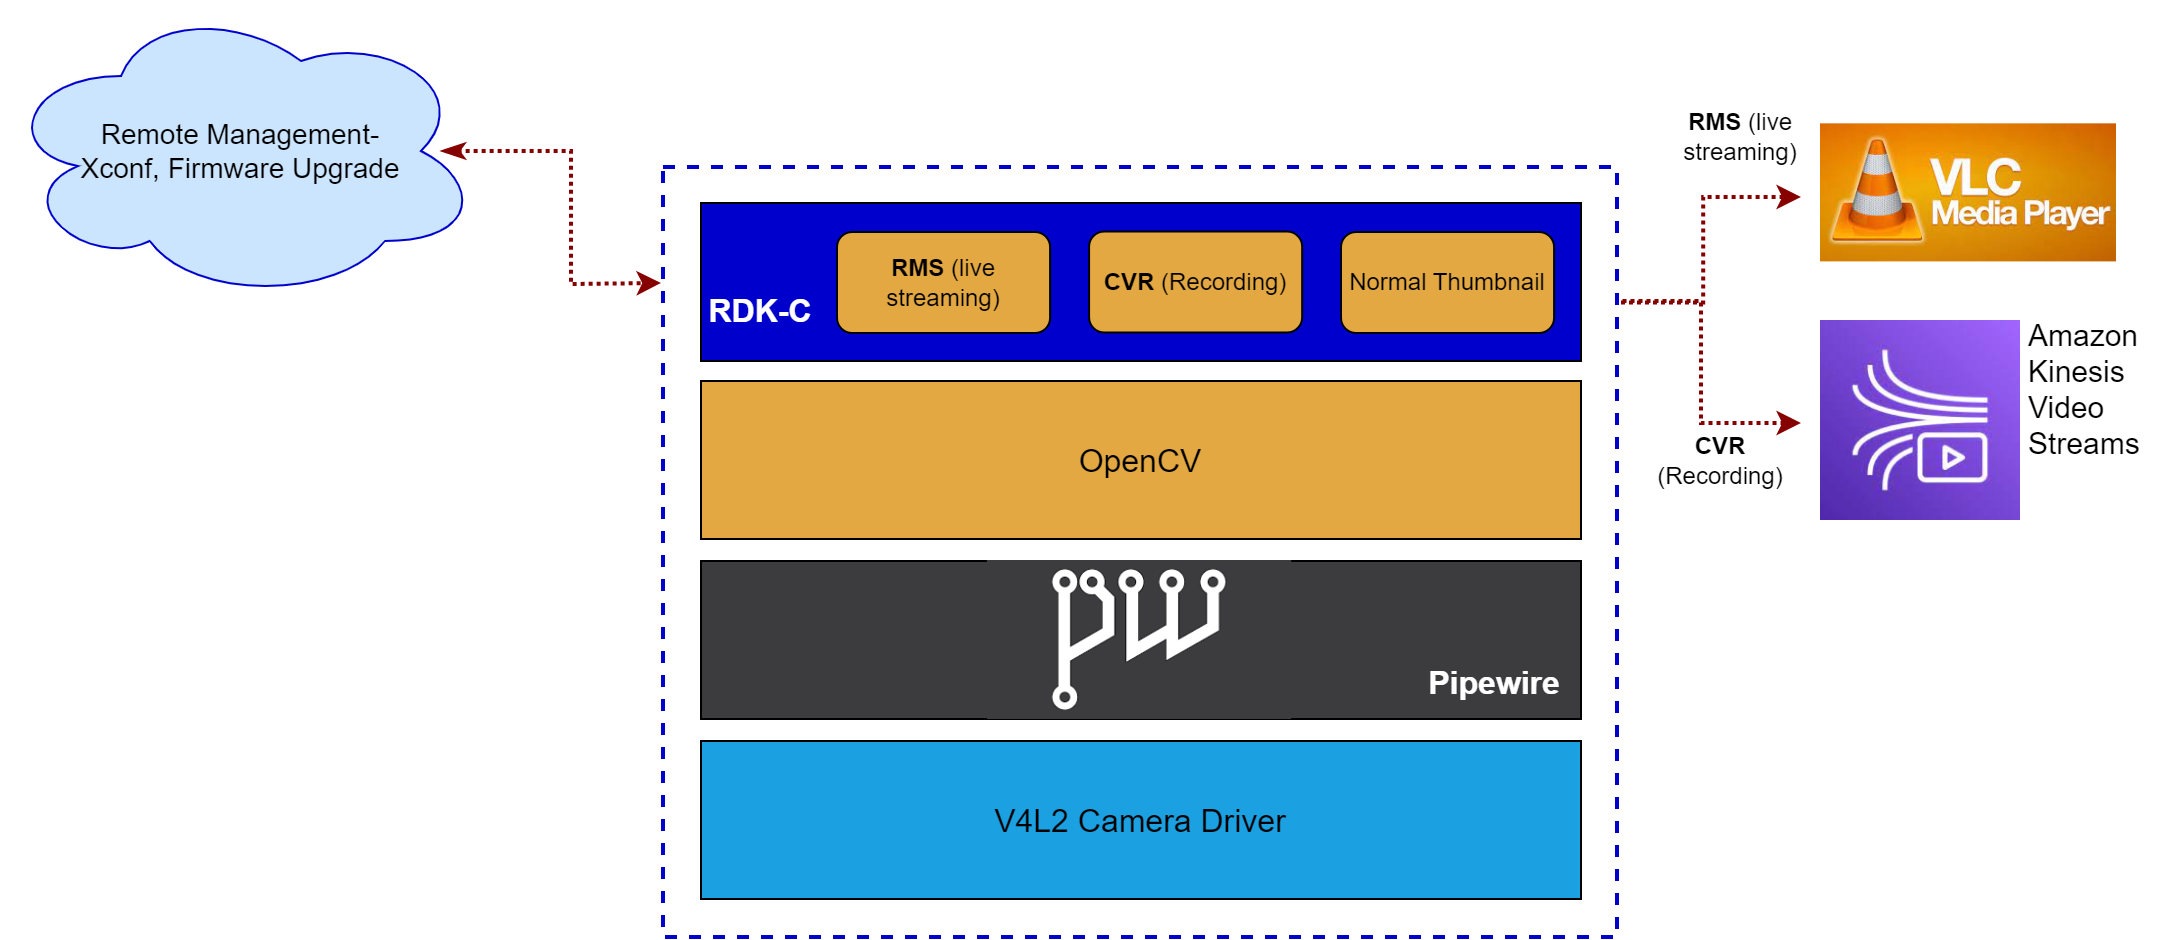 Remote Management-
Xconf, Firmware Upgrade
RDK-C
RMS (live
streaming)
CVR (Recording)
Normal Thumbnail
OpenCV
Pipewire
V4L2 Camera Driver
RMS (live
streaming)
VLC
Media Player
CVR
(Recording)
Amazon
Kinesis
Video
Streams